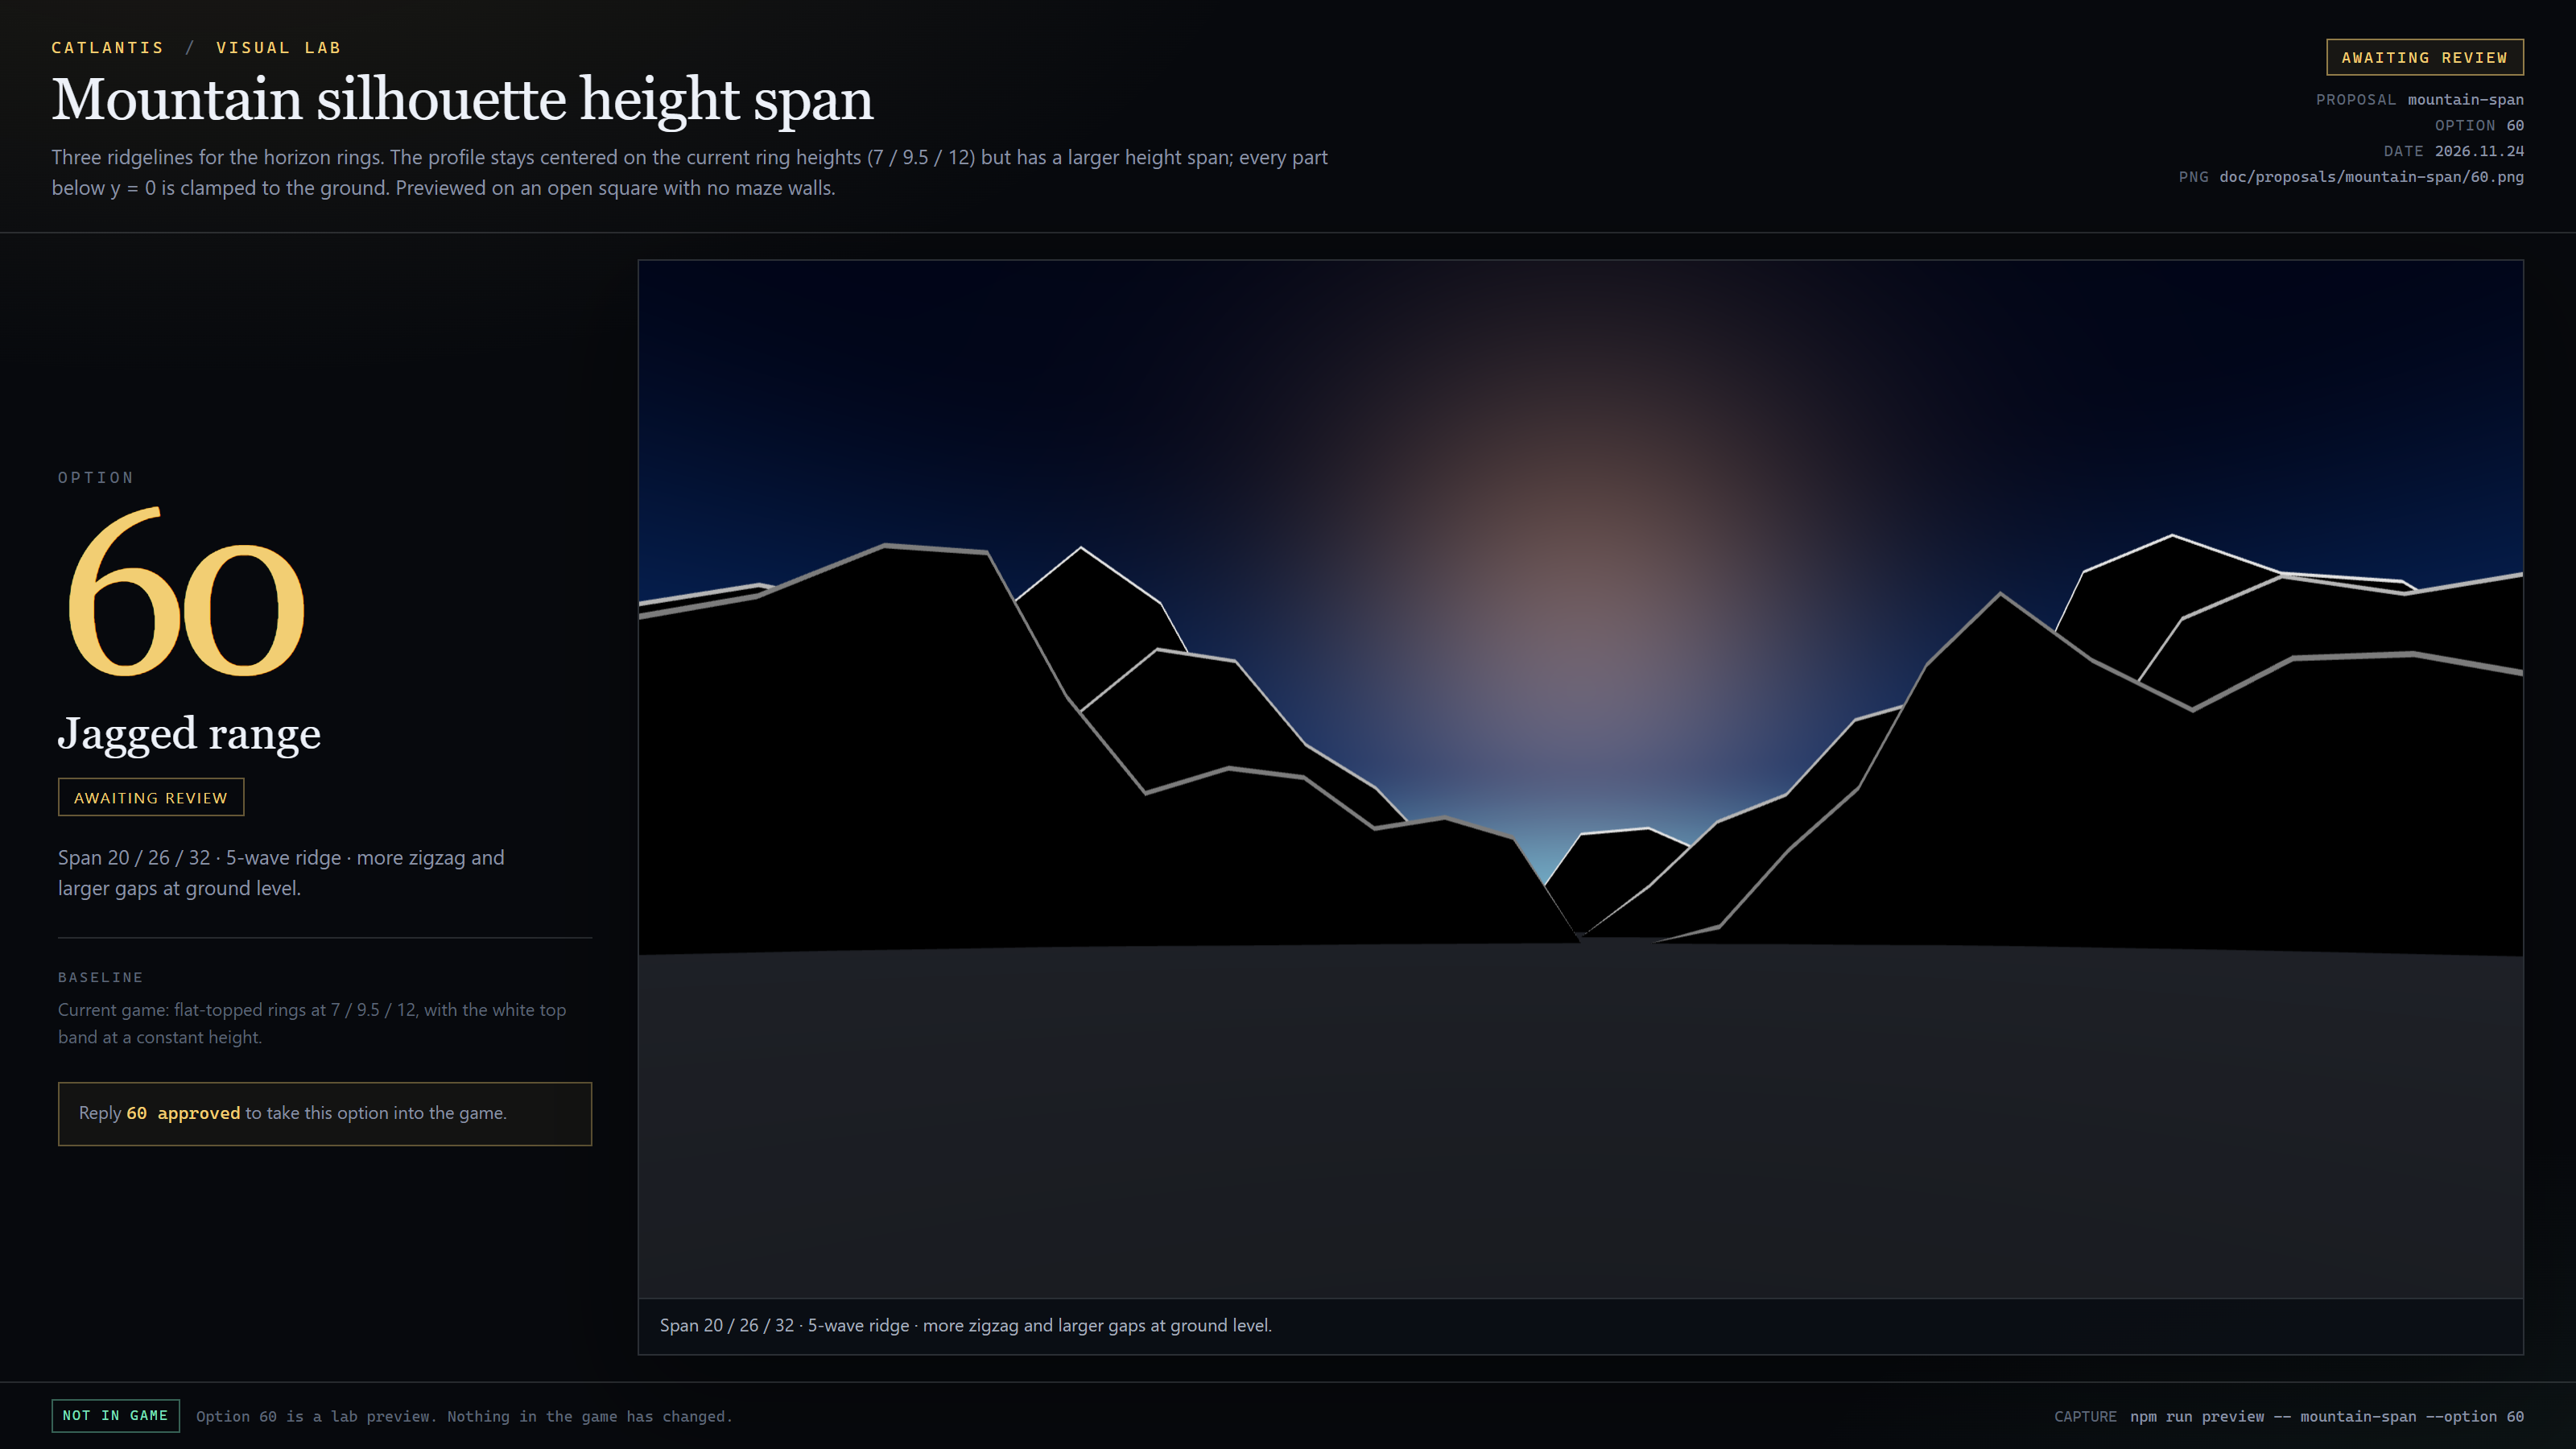 CATLANTIS / VISUAL LAB
Mountain silhouette height span
Three ridgelines for the horizon rings. The profile stays centered on the current ring heights (7 / 9.5 / 12) but has a larger height span; every part
below y = 0 is clamped to the ground. Previewed on an open square with no maze walls.
AWAITING REVIEW
PROPOSAL mountain-span
OPTION 60
DATE 2026.11.24
PNG doc/proposals/mountain-span/60.png
OPTION
60
Jagged range
AWAITING REVIEW
Span 20 / 26 / 32 · 5-wave ridge · more zigzag and
larger gaps at ground level.
BASELINE
Current game: flat-topped rings at 7 / 9.5 / 12, with the white top
band at a constant height.
Reply 60 approved to take this option into the game.
Span 20 / 26 / 32 · 5-wave ridge · more zigzag and larger gaps at ground level.
NOT IN GAME Option 60 is a lab preview. Nothing in the game has changed.
CAPTURE npm run preview -- mountain-span --option 60